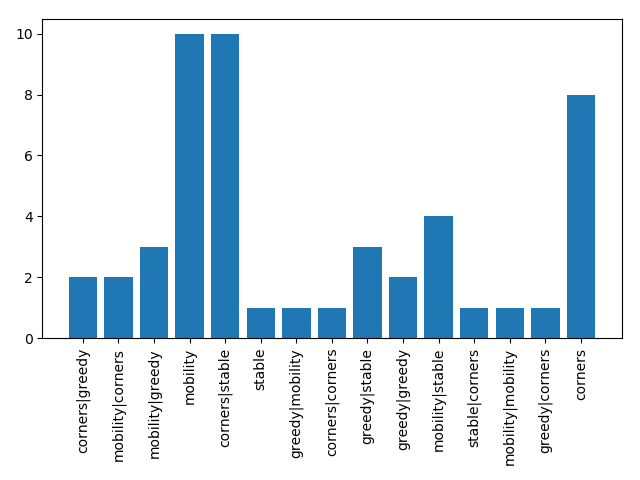 10
8
6
4
2
0
corners|greedy
mobility|corners
mobility|greedy
mobility
corners|stable
stable
greedy|mobility
corners|corners
greedy|stable
greedy|greedy
mobility|stable
stable|corners
mobility|mobility
greedy|corners
corners